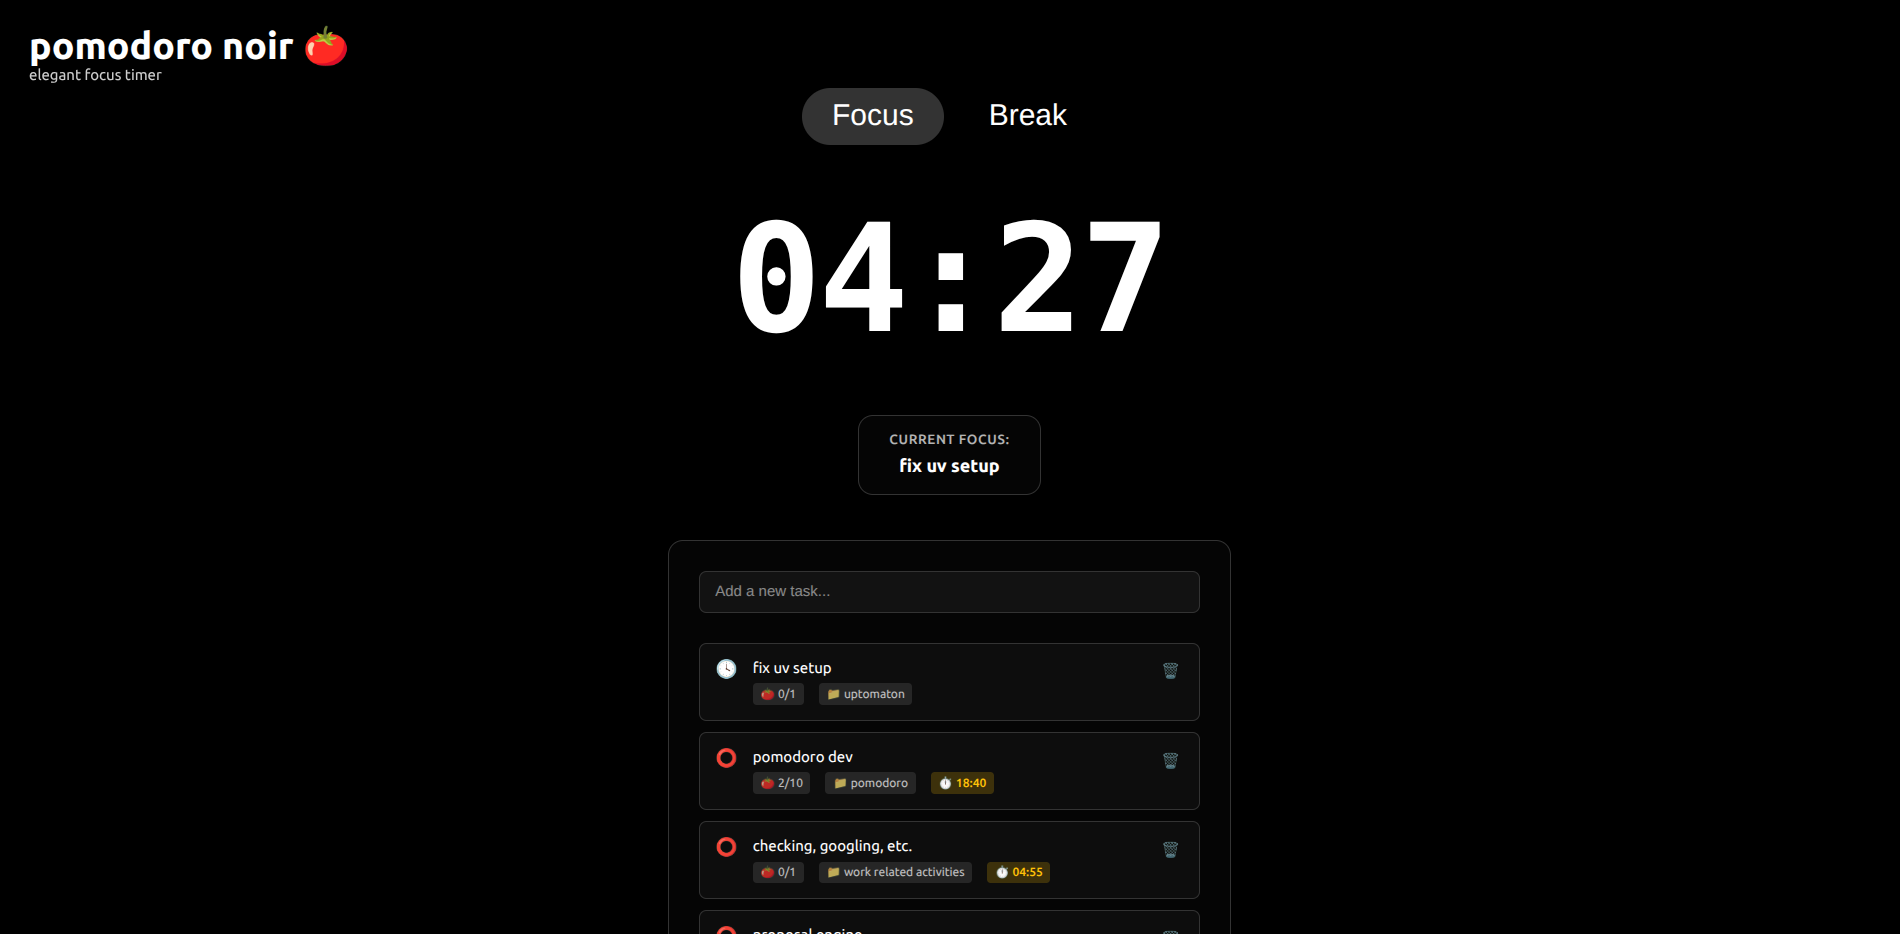 pomodoro noir
elegant focus timer
Focus Break
04:27
CURRENT FOCUS:
fix uv setup
Add a new task...
fix uv setup
0/1 uptomaton
pomodoro dev
2/10 pomodoro 18:40
checking, googling, etc.
0/1 work related activities 04:55
proposal engine